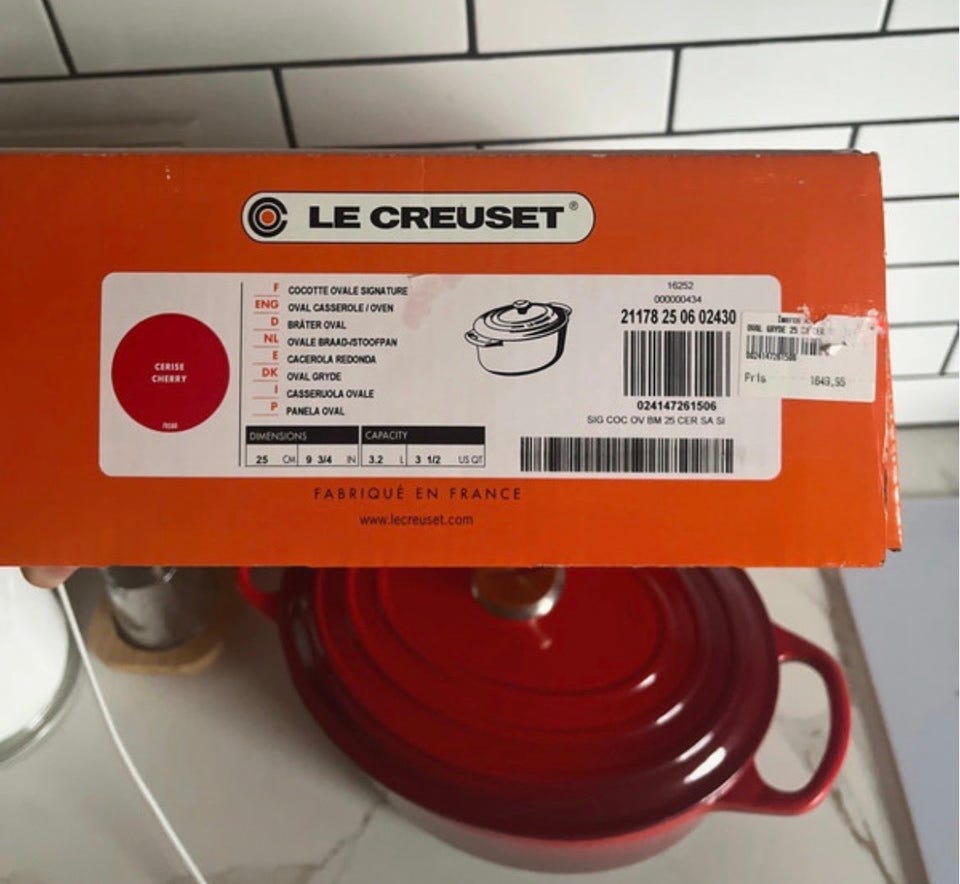 LE CREUSET®
CERISE
CHERRY
F COCOTTE OVALE SIGNATURE
ENG OVAL CASSEROLE / OVEN
D BRÄTER OVAL
NL OVALE BRAAD-/STOOFPAN
E CACEROLA REDONDA
DK OVAL GRYDE
I CASSERUOLA OVALE
P PANELA OVAL
DIMENSIONS CAPACITY
25 CM 9 3/4 IN 3.2 L 3 1/2 US QT
16252
000000434
21178 25 06 02430
024147261506
SIG COC OV BM 25 CER SA SI
OVAL GRYDE 25
0024147261506
Pris 1649,95
FABRIQUÉ EN FRANCE
www.lecreuset.com